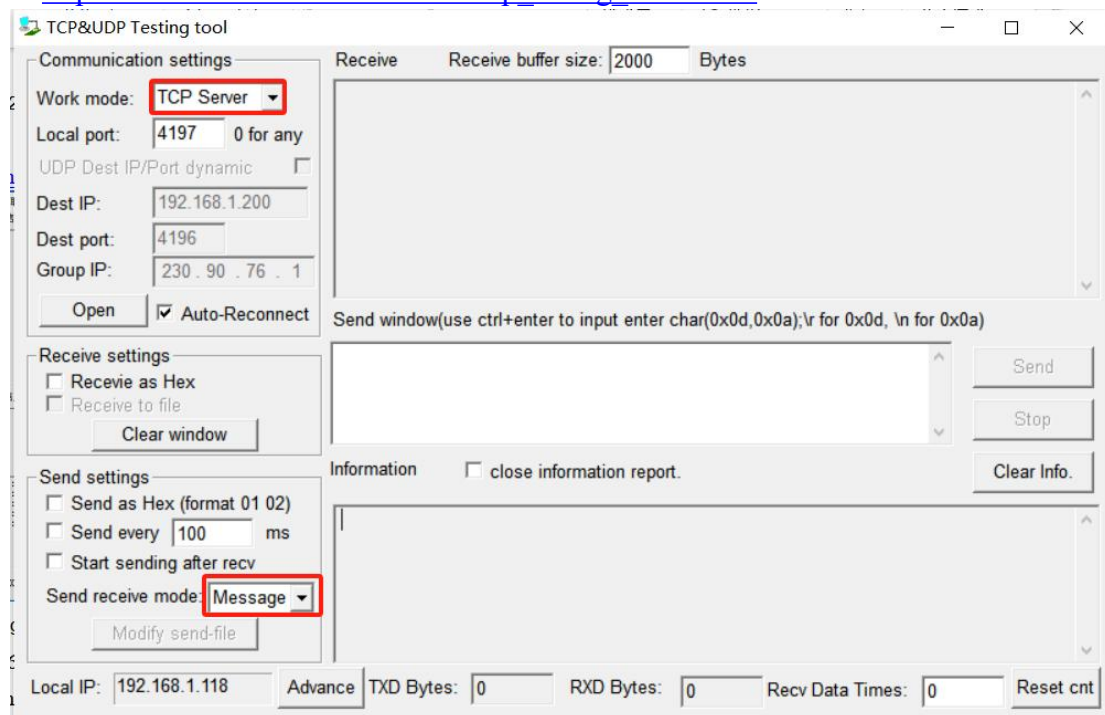 TCP&UDP Testing tool
Communication settings
Work mode: TCP Server
Local port: 4197 0 for any
UDP Dest IP/Port dynamic
Dest IP: 192.168.1.200
Dest port: 4196
Group IP: 230 . 90 . 76 . 1
Open Auto-Reconnect
Receive settings
Recevie as Hex
Receive to file
Clear window
Send settings
Send as Hex (format 01 02)
Send every 100 ms
Start sending after recv
Send receive mode: Message
Modify send-file
Receive Receive buffer size: 2000 Bytes
Send window(use ctrl+enter to input enter char(0x0d,0x0a);\r for 0x0d, \n for 0x0a)
Send
Stop
Information close information report. Clear Info.
Local IP: 192.168.1.118 Advance TXD Bytes: 0 RXD Bytes: 0 Recv Data Times: 0 Reset cnt